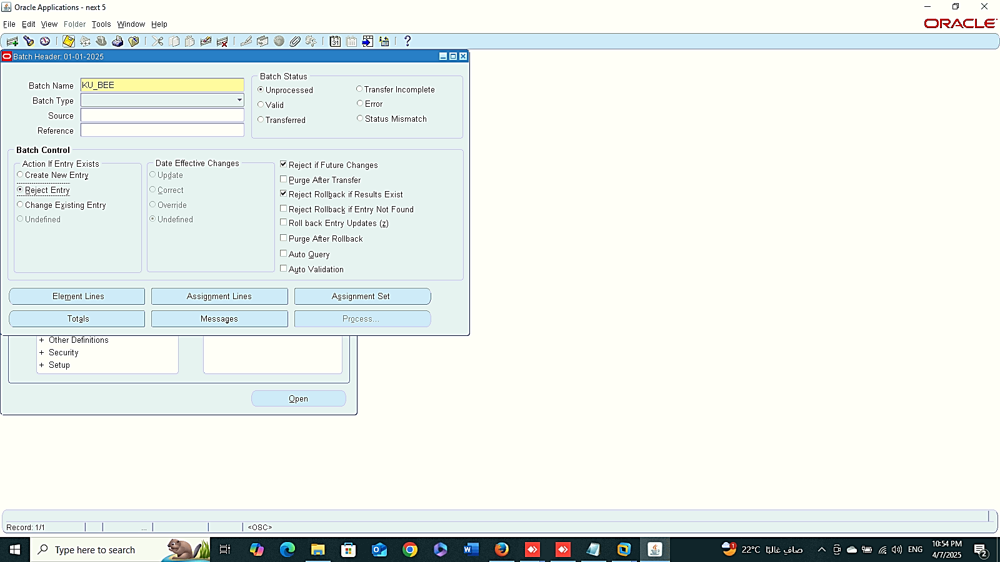 Oracle Applications - next 5
File Edit View Folder Tools Window Help
ORACLE
31
?
Batch Header: 01-01-2025
Batch Name KU_BEE
Batch Type
Source
Reference
Batch Status
Unprocessed
Transfer Incomplete
Valid
Error
Transferred
Status Mismatch
Batch Control
Action If Entry Exists
Create New Entry
Reject Entry
Change Existing Entry
Undefined
Date Effective Changes
Update
Correct
Override
Undefined
Reject if Future Changes
Purge After Transfer
Reject Rollback if Results Exist
Reject Rollback if Entry Not Found
Roll back Entry Updates (z)
Purge After Rollback
Auto Query
Auto Validation
Element Lines
Assignment Lines
Assignment Set
Totals
Messages
Process...
+ Other Definitions
+ Security
+ Setup
Open
Record: 1/1
...
<OSC>
Type here to search
1
22°C صافٍ غالبًا
ENG
10:54 PM
4/7/2025
2